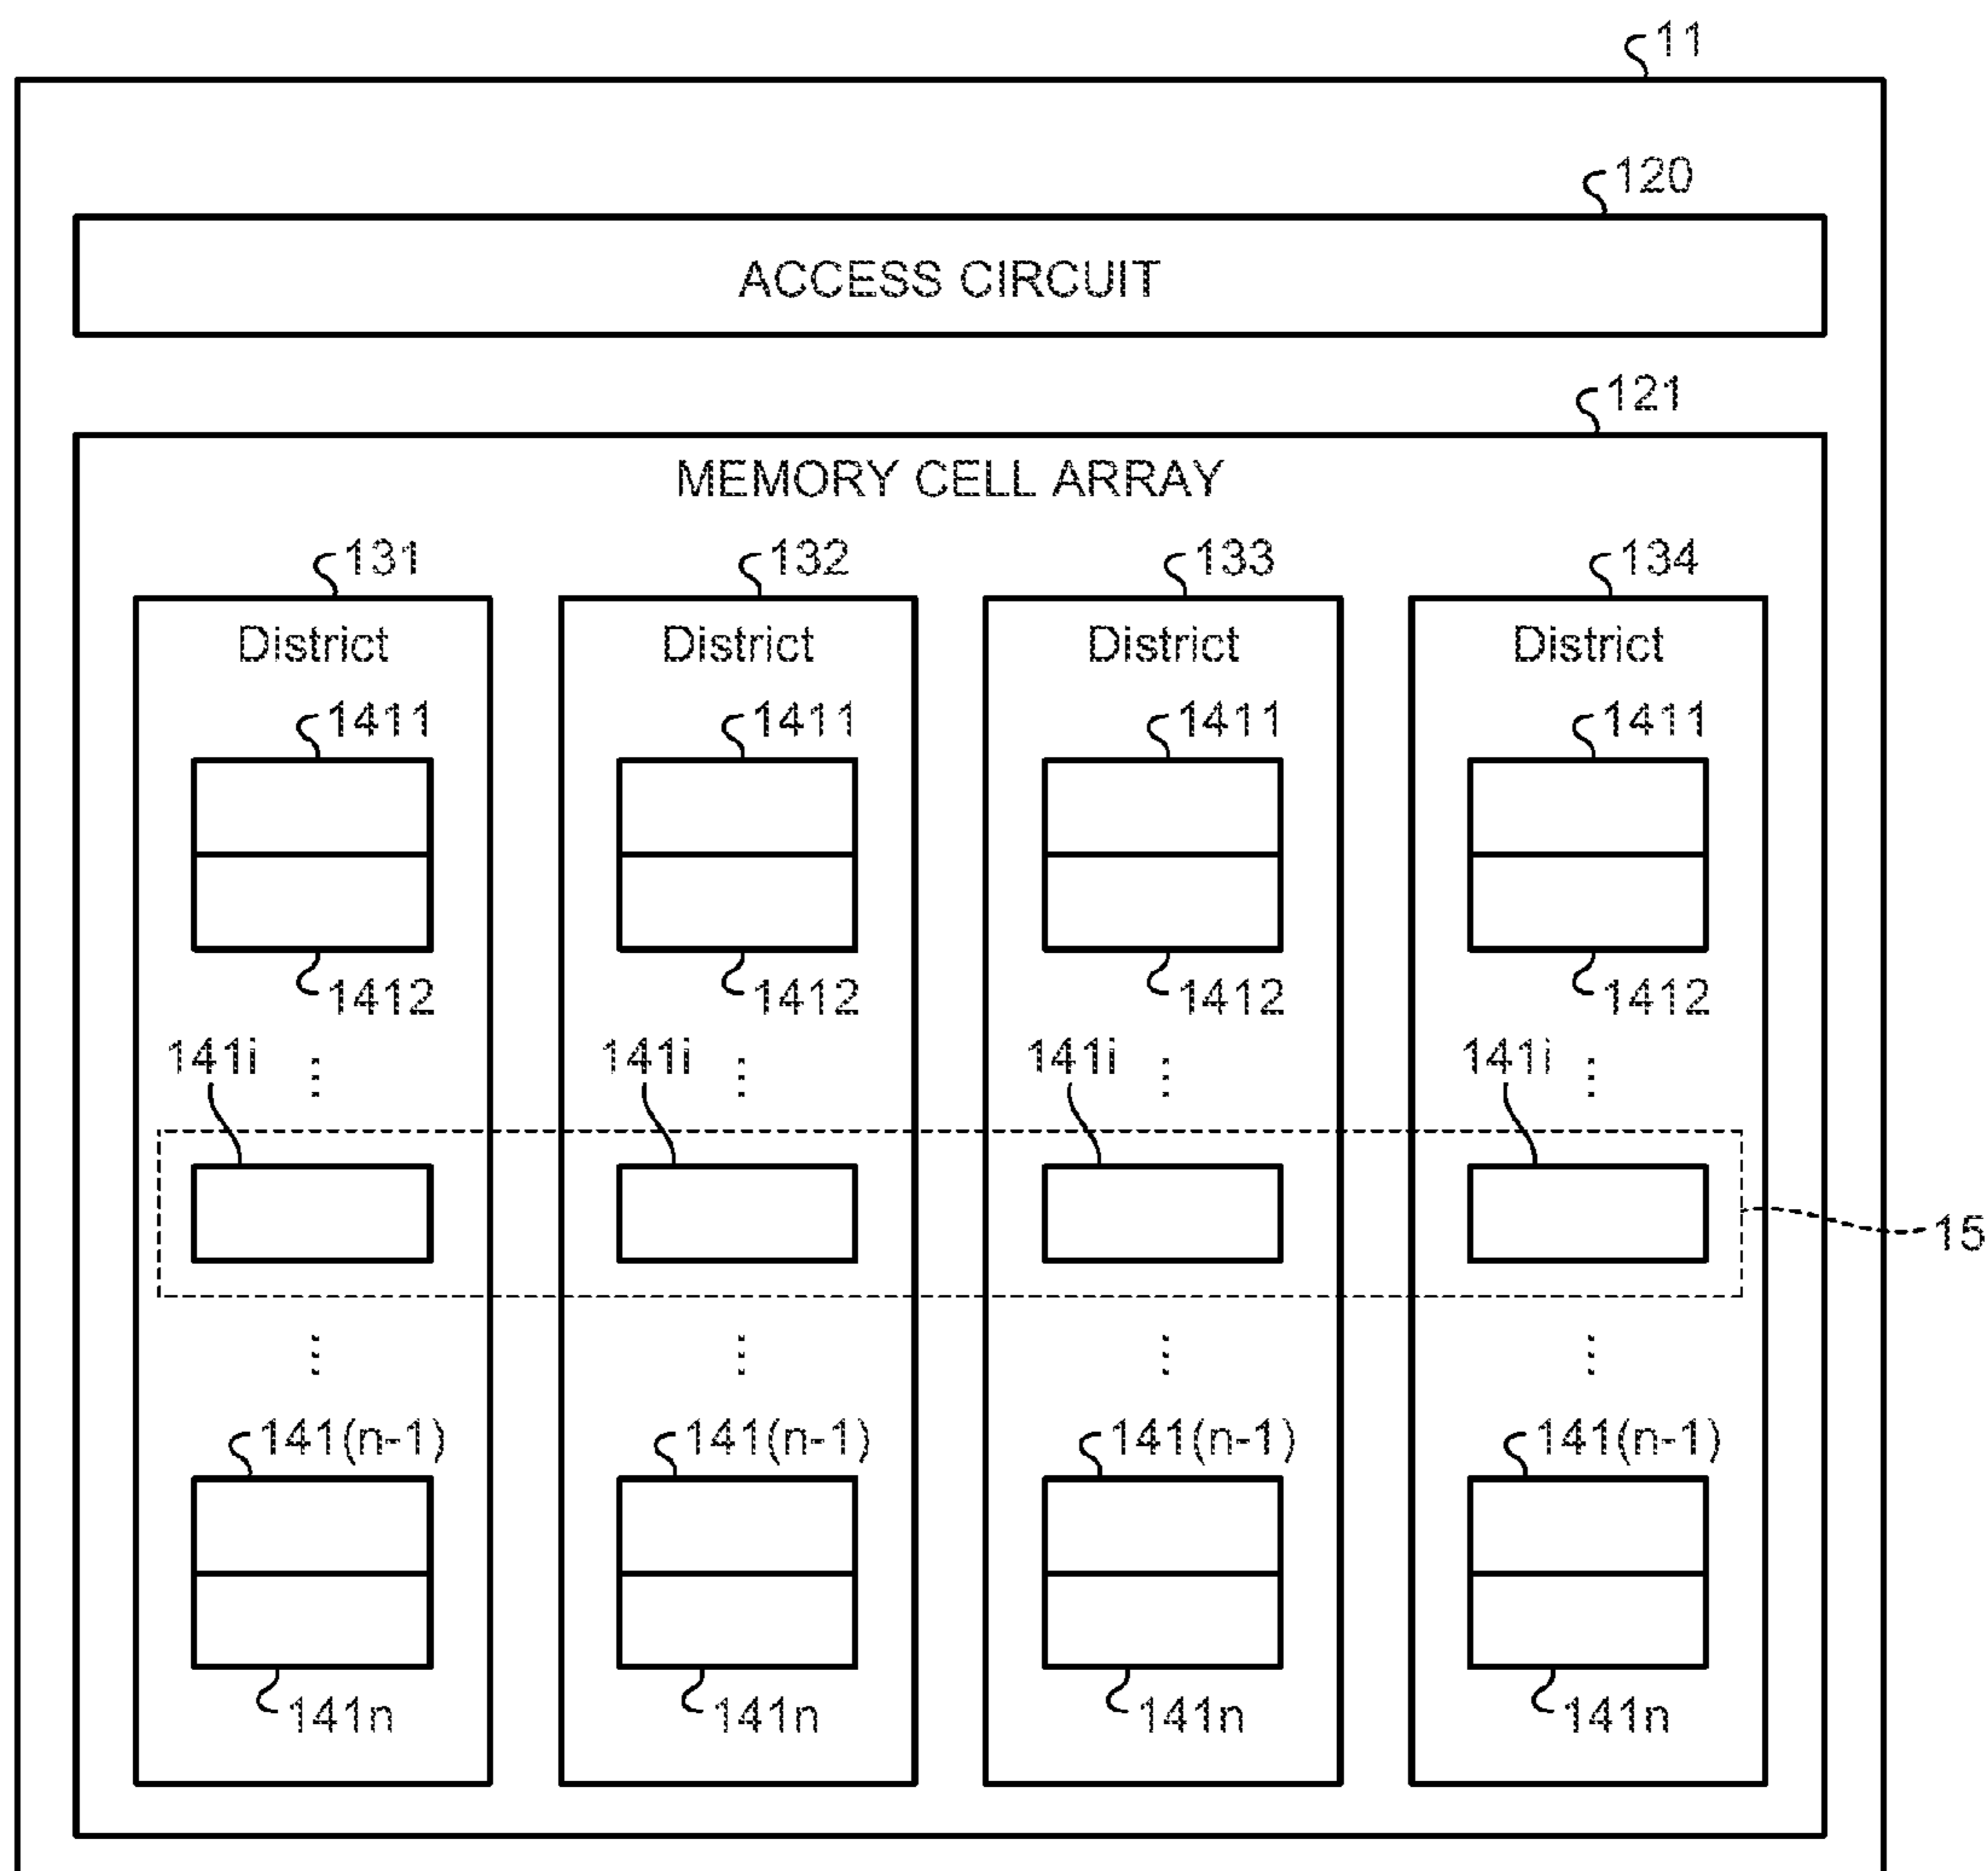 11
120
ACCESS CIRCUIT
121
MEMORY CELL ARRAY
131 132 133 134
District District District District
1411 1411 1411 1411
1412 1412 1412 1412
141i 141i 141i 141i
15
141(n-1) 141(n-1) 141(n-1) 141(n-1)
141n 141n 141n 141n